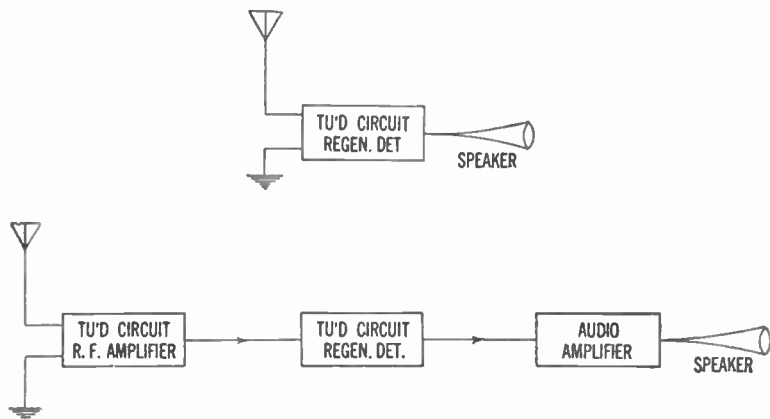 TU'D CIRCUIT
REGEN. DET
SPEAKER
TU'D CIRCUIT
R. F. AMPLIFIER
TU'D CIRCUIT
REGEN. DET.
AUDIO
AMPLIFIER
SPEAKER